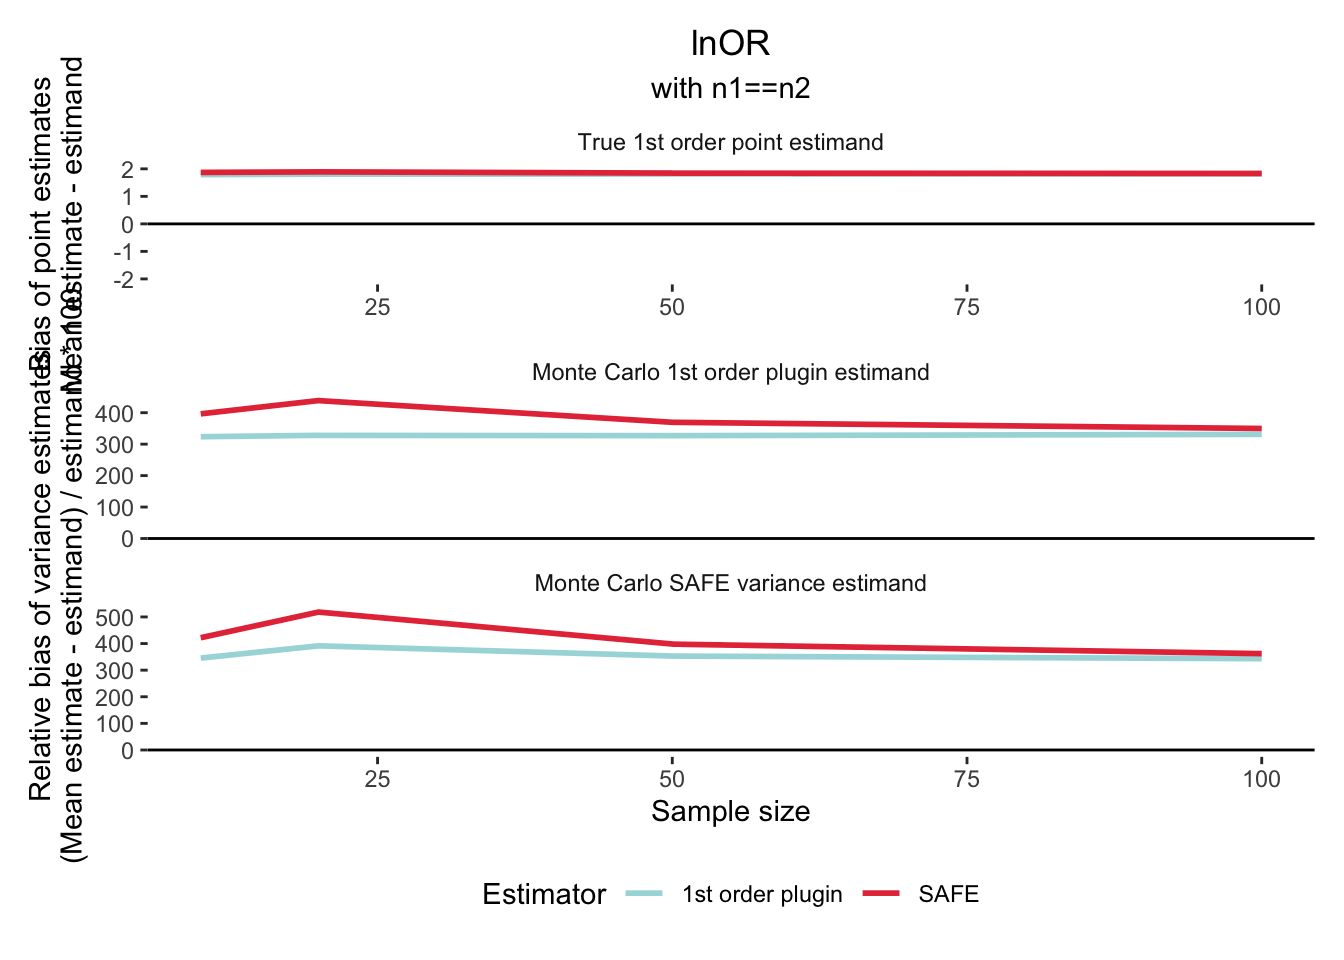 lnOR
with n1==n2
Bias of point estimates
Mean estimate - estimand
True 1st order point estimand
2
1
0
-1
-2
25 50 75 100
Relative bias of variance estimates
(Mean estimate - estimand) / estimand * 100
Monte Carlo 1st order plugin estimand
400
300
200
100
0
Monte Carlo SAFE variance estimand
500
400
300
200
100
0
25 50 75 100
Sample size
Estimator 1st order plugin SAFE